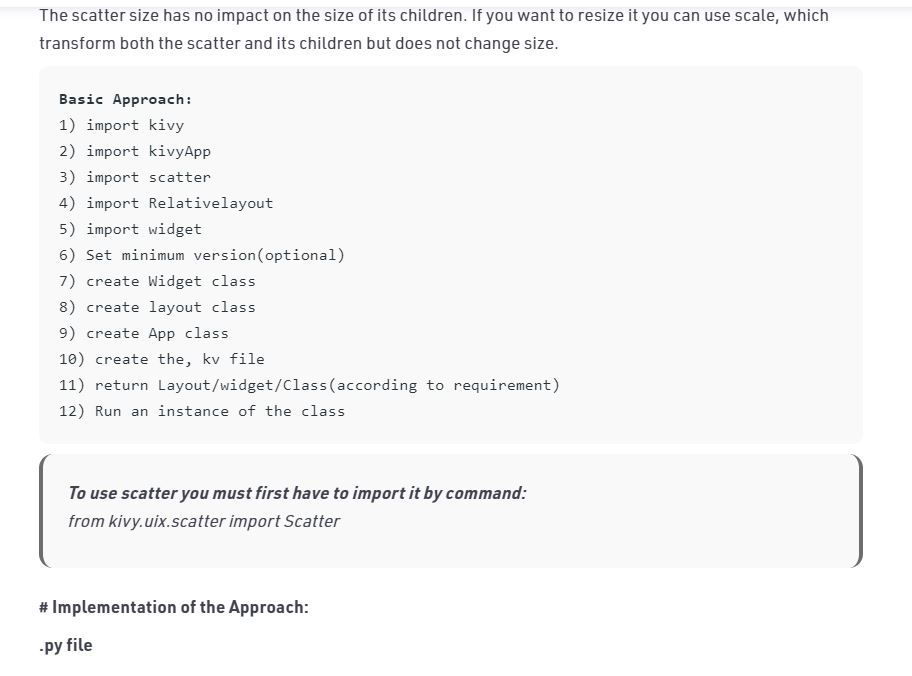 The scatter size has no impact on the size of its children. If you want to resize it you can use scale, which
transform both the scatter and its children but does not change size.
Basic Approach:
1) import kivy
2) import kivyApp
3) import scatter
4) import Relativelayout
5) import widget
6) Set minimum version(optional)
7) create Widget class
8) create layout class
9) create App class
10) create the, kv file
11) return Layout/widget/Class(according to requirement)
12) Run an instance of the class
To use scatter you must first have to import it by command:
from kivy.uix.scatter import Scatter
# Implementation of the Approach:
.py file